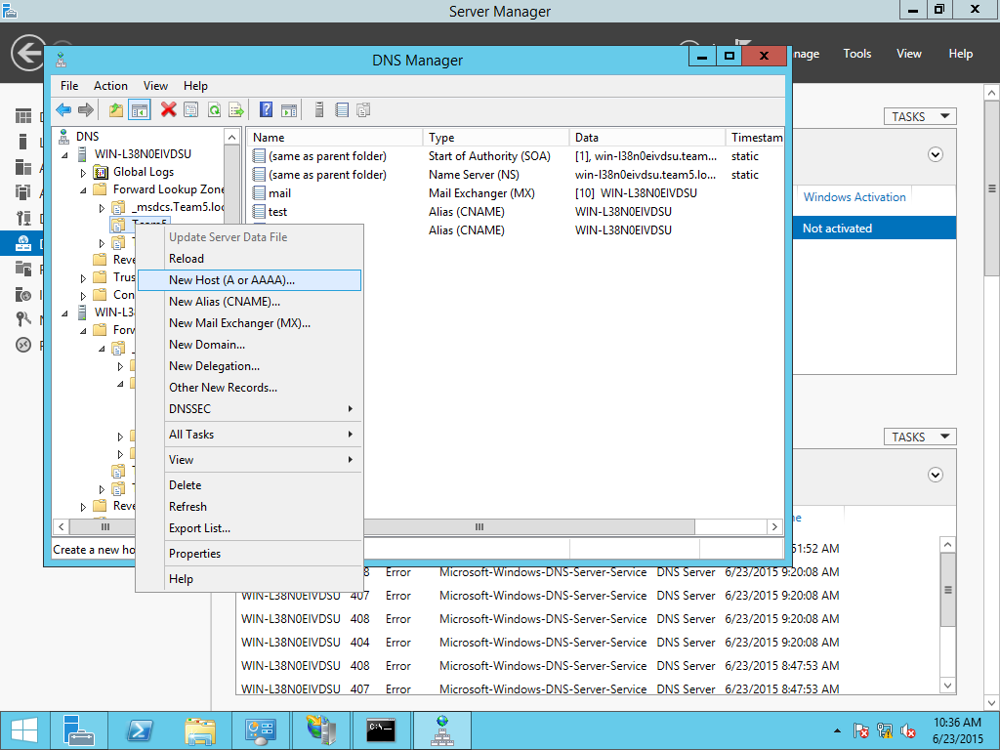 Server Manager
nage Tools View Help
DNS Manager
File Action View Help
DNS
WIN-L38N0EIVDSU
Global Logs
Forward Lookup Zone
_msdcs.Team5.loc
Team5
Reve
Trus
Con
WIN-L3
Forw
Reve
Name Type Data Timestam
(same as parent folder) Start of Authority (SOA) [1], win-l38n0eivdsu.team... static
(same as parent folder) Name Server (NS) win-l38n0eivdsu.team5.lo... static
mail Mail Exchanger (MX) [10] WIN-L38N0EIVDSU
test Alias (CNAME) WIN-L38N0EIVDSU
Alias (CNAME) WIN-L38N0EIVDSU
Update Server Data File
Reload
New Host (A or AAAA)...
New Alias (CNAME)...
New Mail Exchanger (MX)...
New Domain...
New Delegation...
Other New Records...
DNSSEC
All Tasks
View
Delete
Refresh
Export List...
Properties
Help
Create a new ho
TASKS
Windows Activation
Not activated
TASKS
me
51:52 AM
8 Error Microsoft-Windows-DNS-Server-Service DNS Server 6/23/2015 9:20:08 AM
WIN-L38N0EIVDSU 407 Error Microsoft-Windows-DNS-Server-Service DNS Server 6/23/2015 9:20:08 AM
WIN-L38N0EIVDSU 408 Error Microsoft-Windows-DNS-Server-Service DNS Server 6/23/2015 9:20:08 AM
WIN-L38N0EIVDSU 404 Error Microsoft-Windows-DNS-Server-Service DNS Server 6/23/2015 9:20:08 AM
WIN-L38N0EIVDSU 408 Error Microsoft-Windows-DNS-Server-Service DNS Server 6/23/2015 8:47:53 AM
WIN-L38N0EIVDSU 407 Error Microsoft-Windows-DNS-Server-Service DNS Server 6/23/2015 8:47:53 AM
10:36 AM
6/23/2015